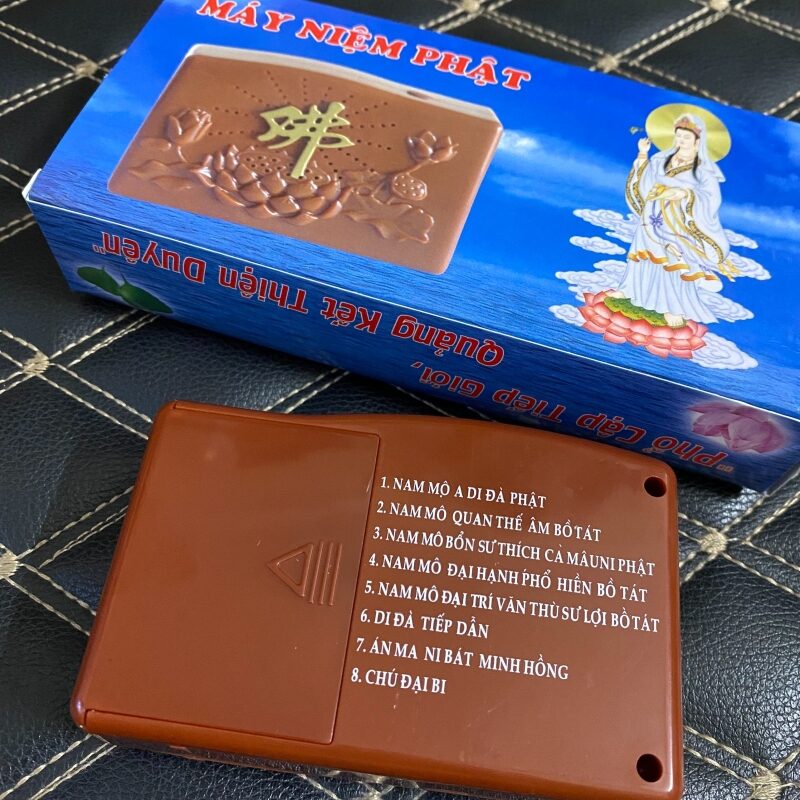 MÁY NIỆM PHẬT
佛
"Phổ Cập Tiếp Giới,
Quảng Kết Thiện Duyên"
1. NAM MÔ A DI ĐÀ PHẬT
2. NAM MÔ QUAN THẾ ÂM BỒ TÁT
3. NAM MÔ BỔN SƯ THÍCH CA MÂUNI PHẬT
4. NAM MÔ ĐẠI HẠNH PHỔ HIỀN BỒ TÁT
5. NAM MÔ ĐẠI TRÍ VĂN THÙ SƯ LỢI BỒ TÁT
6. DI ĐÀ TIẾP DẪN
7. ÁN MA NI BÁT MINH HỒNG
8. CHÚ ĐẠI BI